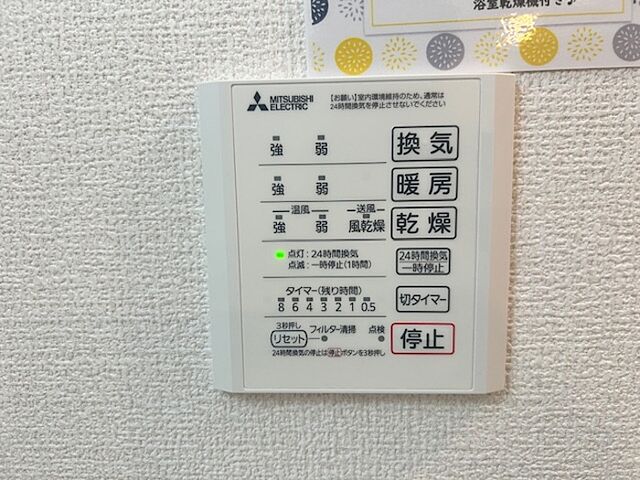 浴室乾燥機付き♪
MITSUBISHI
ELECTRIC
【お願い】室内環境維持のため、通常は
24時間換気を停止させないでください
強 弱 換気
強 弱 暖房
温風 送風
強 弱 風乾燥 乾燥
点灯:24時間換気
点滅:一時停止(1時間)
24時間換気
一時停止
タイマー(残り時間)
8 6 4 3 2 1 0.5
切タイマー
3秒押し
リセット フィルター清掃 点検
停止
24時間換気の停止は停止ボタンを3秒押し